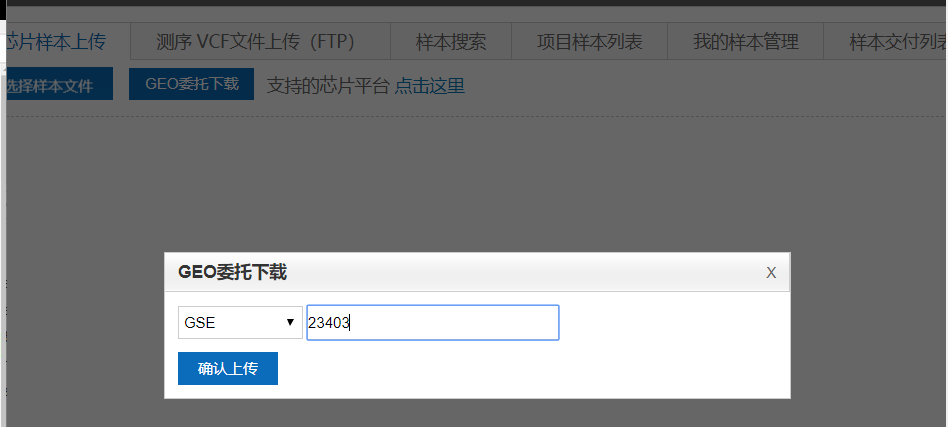 芯片样本上传 测序 VCF文件上传（FTP） 样本搜索 项目样本列表 我的样本管理 样本交付列表
选择样本文件 GEO委托下载 支持的芯片平台 点击这里
GEO委托下载 X
GSE 23403
确认上传